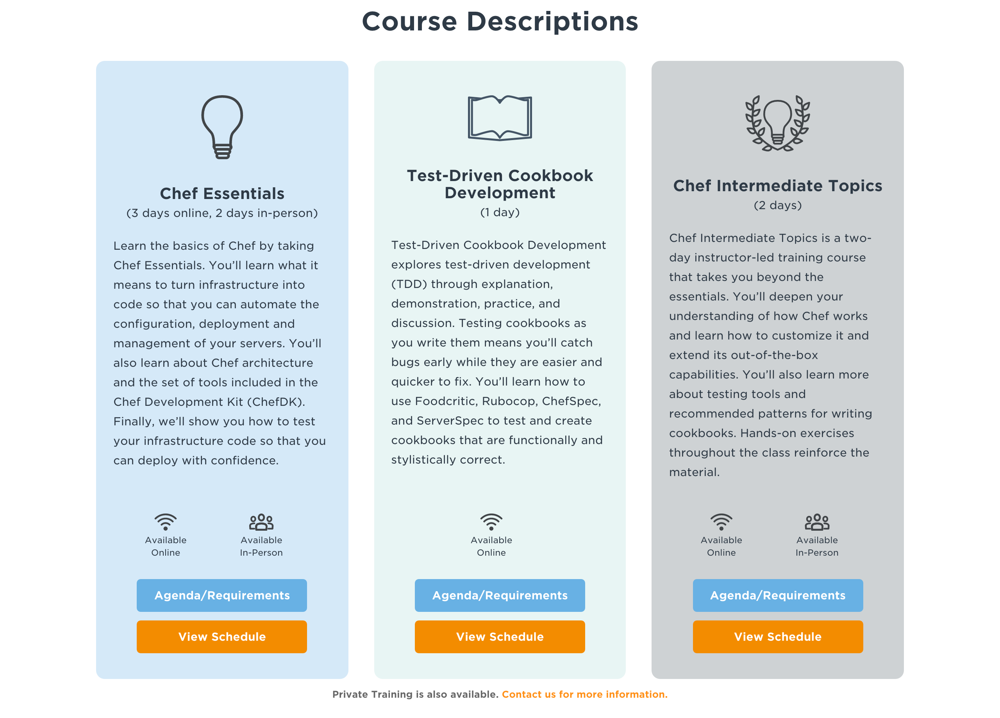 Course Descriptions
Chef Essentials
(3 days online, 2 days in-person)
Learn the basics of Chef by taking
Chef Essentials. You’ll learn what it
means to turn infrastructure into
code so that you can automate the
configuration, deployment and
management of your servers. You’ll
also learn about Chef architecture
and the set of tools included in the
Chef Development Kit (ChefDK).
Finally, we’ll show you how to test
your infrastructure code so that you
can deploy with confidence.
Available
Online
Available
In-Person
Agenda/Requirements
View Schedule
Test-Driven Cookbook
Development
(1 day)
Test-Driven Cookbook Development
explores test-driven development
(TDD) through explanation,
demonstration, practice, and
discussion. Testing cookbooks as
you write them means you’ll catch
bugs early while they are easier and
quicker to fix. You’ll learn how to
use Foodcritic, Rubocop, ChefSpec,
and ServerSpec to test and create
cookbooks that are functionally and
stylistically correct.
Available
Online
Agenda/Requirements
View Schedule
Chef Intermediate Topics
(2 days)
Chef Intermediate Topics is a two-
day instructor-led training course
that takes you beyond the
essentials. You’ll deepen your
understanding of how Chef works
and learn how to customize it and
extend its out-of-the-box
capabilities. You’ll also learn more
about testing tools and
recommended patterns for writing
cookbooks. Hands-on exercises
throughout the class reinforce the
material.
Available
Online
Available
In-Person
Agenda/Requirements
View Schedule
Private Training is also available. Contact us for more information.